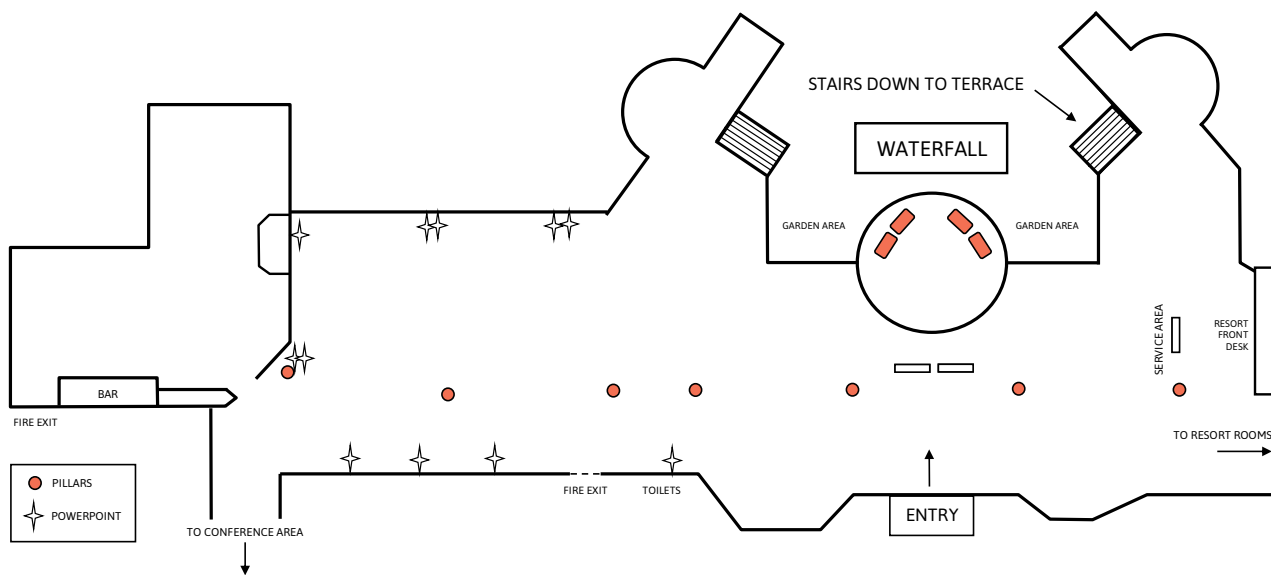 STAIRS DOWN TO TERRACE
WATERFALL
GARDEN AREA
GARDEN AREA
SERVICE AREA
RESORT
FRONT
DESK
BAR
FIRE EXIT
TO RESORT ROOMS
PILLARS
POWERPOINT
FIRE EXIT
TOILETS
ENTRY
TO CONFERENCE AREA